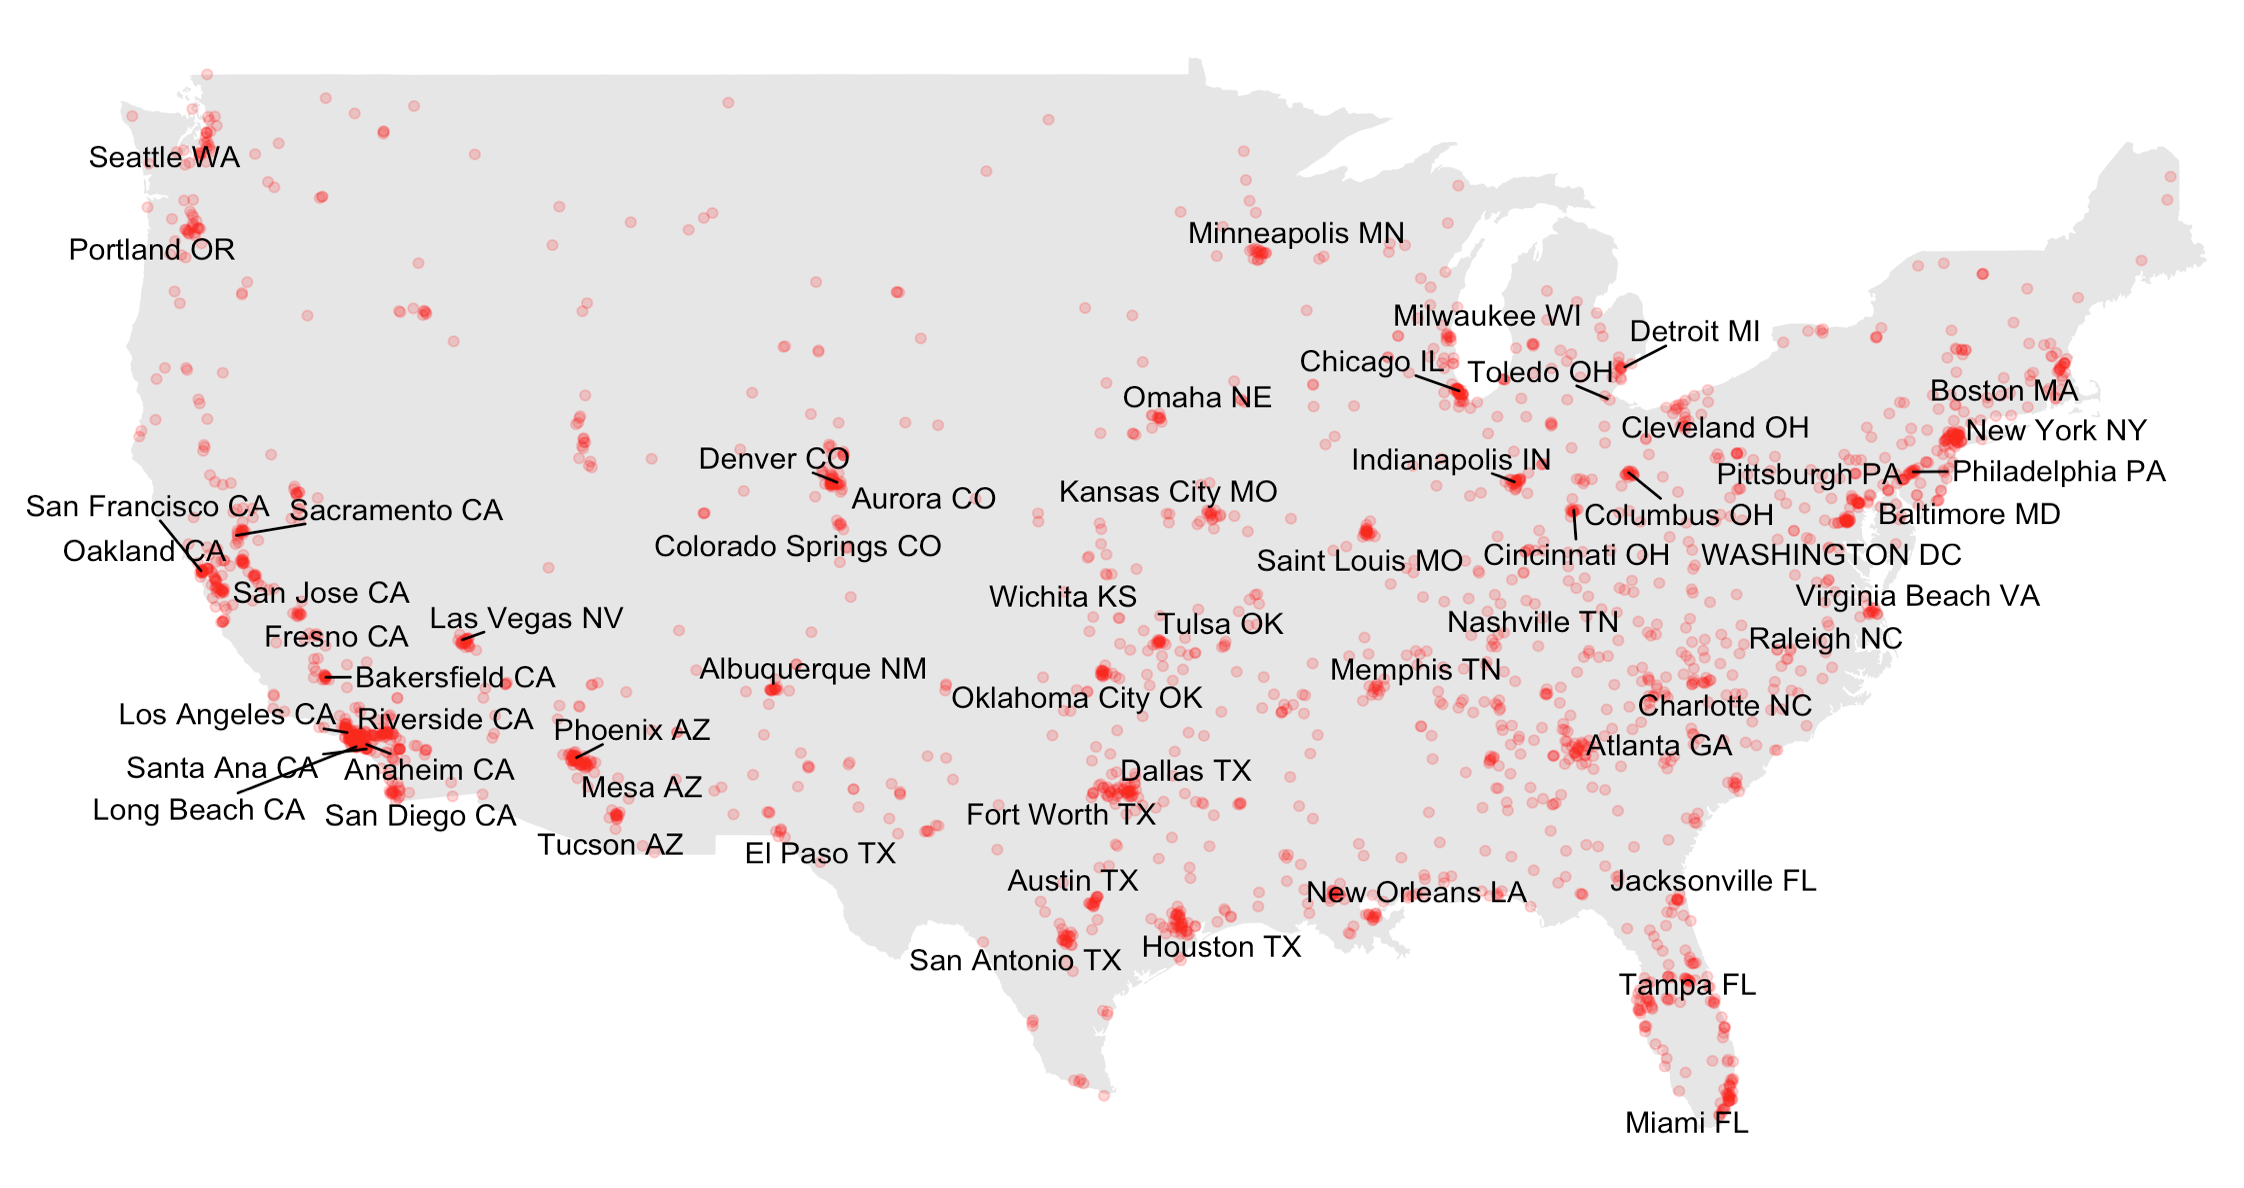 Seattle WA
Portland OR
Minneapolis MN
Milwaukee WI
Detroit MI
Chicago IL
Toledo OH
Omaha NE
Boston MA
Cleveland OH
New York NY
Denver CO
Indianapolis IN
Pittsburgh PA
Philadelphia PA
Aurora CO
Kansas City MO
San Francisco CA
Sacramento CA
Columbus OH
Baltimore MD
Oakland CA
Colorado Springs CO
Saint Louis MO
Cincinnati OH
WASHINGTON DC
San Jose CA
Wichita KS
Virginia Beach VA
Las Vegas NV
Tulsa OK
Nashville TN
Fresno CA
Raleigh NC
Albuquerque NM
Memphis TN
Bakersfield CA
Oklahoma City OK
Charlotte NC
Los Angeles CA
Riverside CA
Phoenix AZ
Atlanta GA
Santa Ana CA
Anaheim CA
Dallas TX
Mesa AZ
Long Beach CA
San Diego CA
Fort Worth TX
Tucson AZ
El Paso TX
Austin TX
New Orleans LA
Jacksonville FL
San Antonio TX
Houston TX
Tampa FL
Miami FL